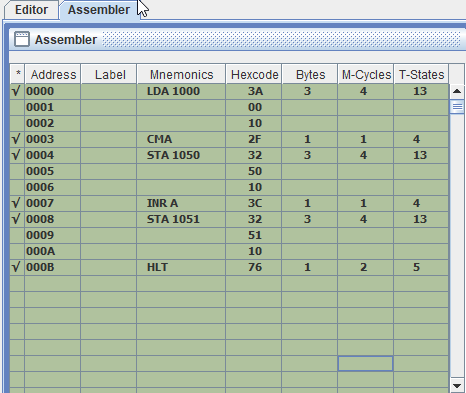 Editor Assembler
Assembler
* Address Label Mnemonics Hexcode Bytes M-Cycles T-States
√ 0000 LDA 1000 3A 3 4 13
0001 00
0002 10
√ 0003 CMA 2F 1 1 4
√ 0004 STA 1050 32 3 4 13
0005 50
0006 10
√ 0007 INR A 3C 1 1 4
√ 0008 STA 1051 32 3 4 13
0009 51
000A 10
√ 000B HLT 76 1 2 5